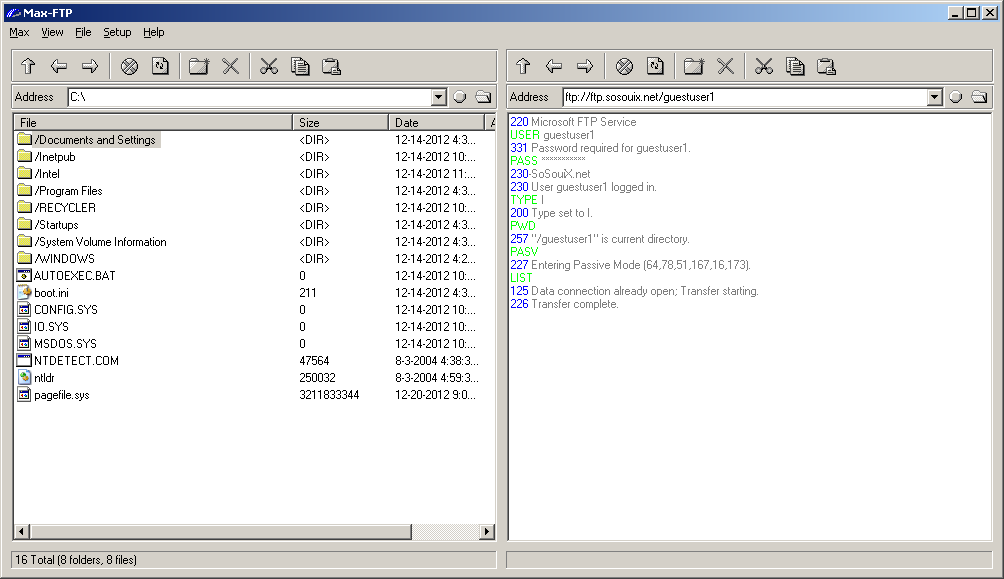 Max-FTP
Max View File Setup Help
Address C:\
File Size Date A
/Documents and Settings <DIR> 12-14-2012 4:3...
/Inetpub <DIR> 12-14-2012 10:...
/Intel <DIR> 12-14-2012 11:...
/Program Files <DIR> 12-14-2012 4:3...
/RECYCLER <DIR> 12-14-2012 10:...
/Startups <DIR> 12-14-2012 4:3...
/System Volume Information <DIR> 12-14-2012 4:3...
/WINDOWS <DIR> 12-14-2012 4:2...
AUTOEXEC.BAT 0 12-14-2012 10:...
boot.ini 211 12-14-2012 4:3...
CONFIG.SYS 0 12-14-2012 10:...
IO.SYS 0 12-14-2012 10:...
MSDOS.SYS 0 12-14-2012 10:...
NTDETECT.COM 47564 8-3-2004 4:38:3...
ntldr 250032 8-3-2004 4:59:3...
pagefile.sys 3211833344 12-20-2012 9:0...
16 Total (8 folders, 8 files)
Address ftp://ftp.sosouix.net/guestuser1
220 Microsoft FTP Service
USER guestuser1
331 Password required for guestuser1.
PASS ***********
230-SoSouiX.net
230 User guestuser1 logged in.
TYPE I
200 Type set to I.
PWD
257 "/guestuser1" is current directory.
PASV
227 Entering Passive Mode (64,78,51,167,16,173).
LIST
125 Data connection already open; Transfer starting.
226 Transfer complete.